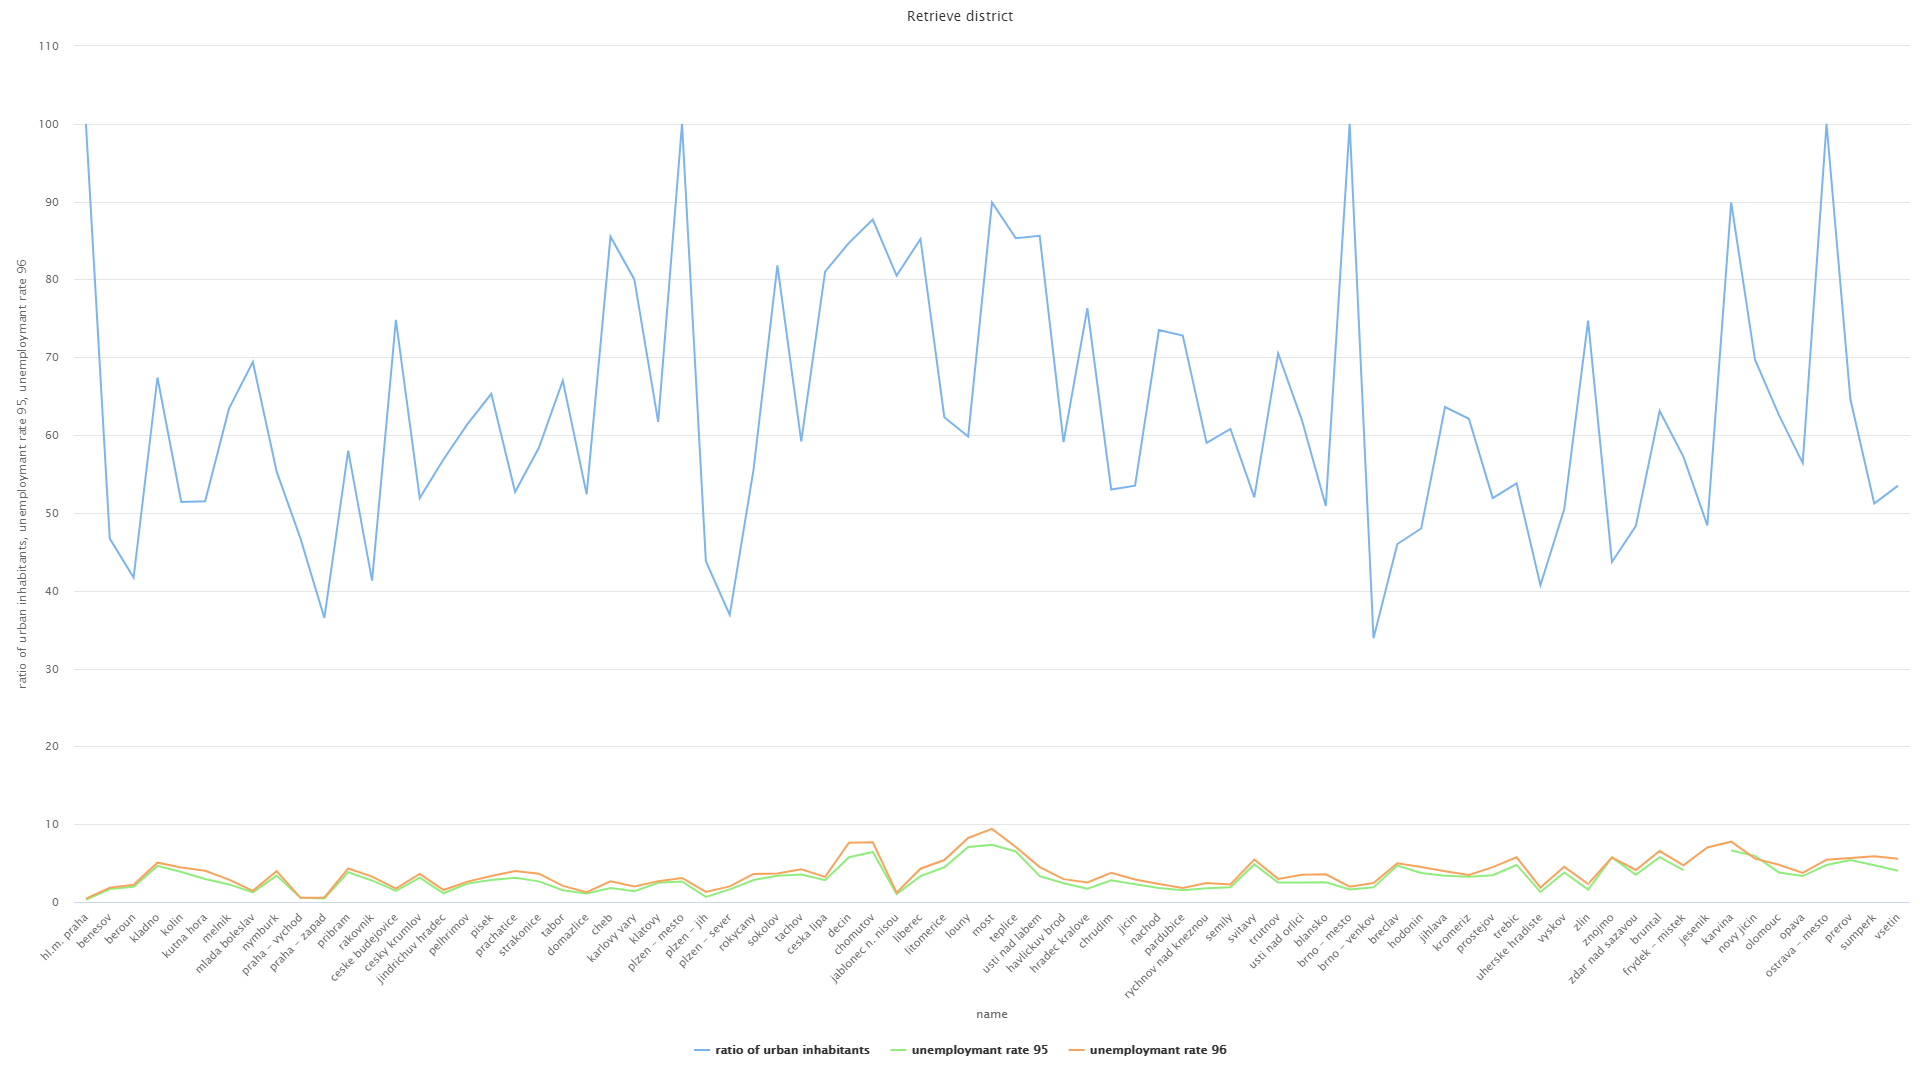 Retrieve district
ratio of urban inhabitants, unemploymant rate 95, unemploymant rate 96
110
100
90
80
70
60
50
40
30
20
10
0
hl.m. praha
benesov
beroun
kladno
kolin
kutna hora
melnik
mlada boleslav
nymburk
praha - vychod
praha - zapad
pribram
rakovnik
ceske budejovice
cesky krumlov
jindrichuv hradec
pelhrimov
pisek
prachatice
strakonice
tabor
domazlice
cheb
karlovy vary
klatovy
plzen - mesto
plzen - jih
plzen - sever
rokycany
sokolov
tachov
ceska lipa
decin
chomutov
jablonec n. nisou
liberec
litomerice
louny
most
teplice
usti nad labem
havlickuv brod
hradec kralove
chrudim
jicin
nachod
pardubice
rychnov nad kneznou
semily
svitavy
trutnov
usti nad orlici
blansko
brno - mesto
brno - venkov
breclav
hodonin
jihlava
kromeriz
prostejov
trebic
uherske hradiste
vyskov
zlin
znojmo
zdar nad sazavou
bruntal
frydek - mistek
jesenik
karvina
novy jicin
olomouc
opava
ostrava - mesto
prerov
sumperk
vsetin
name
ratio of urban inhabitants
unemploymant rate 95
unemploymant rate 96